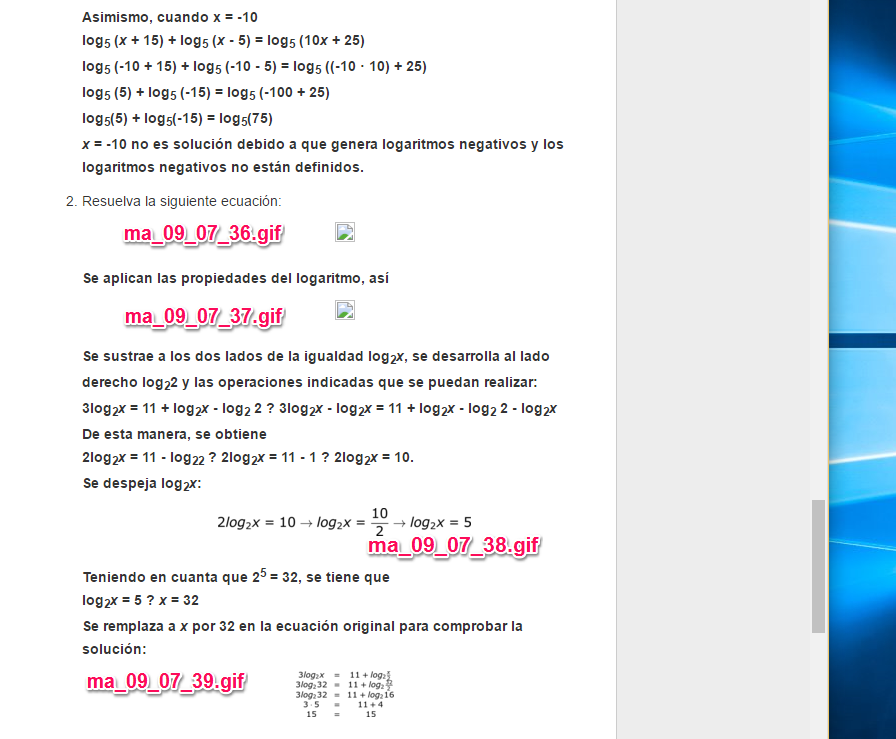 Asimismo, cuando x = -10
log₅ (x + 15) + log₅ (x - 5) = log₅ (10x + 25)
log₅ (-10 + 15) + log₅ (-10 - 5) = log₅ ((-10 · 10) + 25)
log₅ (5) + log₅ (-15) = log₅ (-100 + 25)
log₅(5) + log₅(-15) = log₅(75)
x = -10 no es solución debido a que genera logaritmos negativos y los
logaritmos negativos no están definidos.
2. Resuelva la siguiente ecuación:
ma_09_07_36.gif
Se aplican las propiedades del logaritmo, así
ma_09_07_37.gif
Se sustrae a los dos lados de la igualdad log₂x, se desarrolla al lado
derecho log₂2 y las operaciones indicadas que se puedan realizar:
3log₂x = 11 + log₂x - log₂ 2 ? 3log₂x - log₂x = 11 + log₂x - log₂ 2 - log₂x
De esta manera, se obtiene
2log₂x = 11 - log₂₂ ? 2log₂x = 11 - 1 ? 2log₂x = 10.
Se despeja log₂x:
2log₂x = 10 → log₂x = 10/2 → log₂x = 5
ma_09_07_38.gif
Teniendo en cuanta que 2⁵ = 32, se tiene que
log₂x = 5 ? x = 32
Se remplaza a x por 32 en la ecuación original para comprobar la
solución:
ma_09_07_39.gif
3log₂x = 11 + log₂ x/2
3log₂32 = 11 + log₂ 32/2
3log₂32 = 11 + log₂16
3 · 5 = 11 + 4
15 = 15